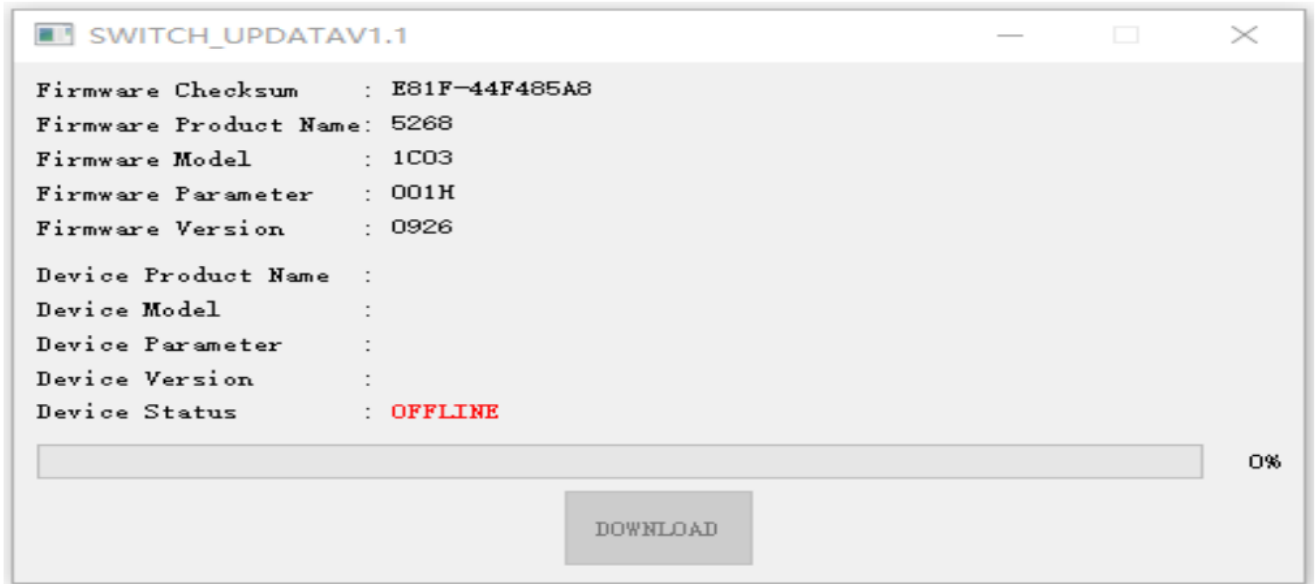 SWITCH_UPDATAV1.1
Firmware Checksum : E81F-44F485A8
Firmware Product Name: 5268
Firmware Model : 1C03
Firmware Parameter : 001H
Firmware Version : 0926
Device Product Name :
Device Model :
Device Parameter :
Device Version :
Device Status : OFFLINE
0%
DOWNLOAD